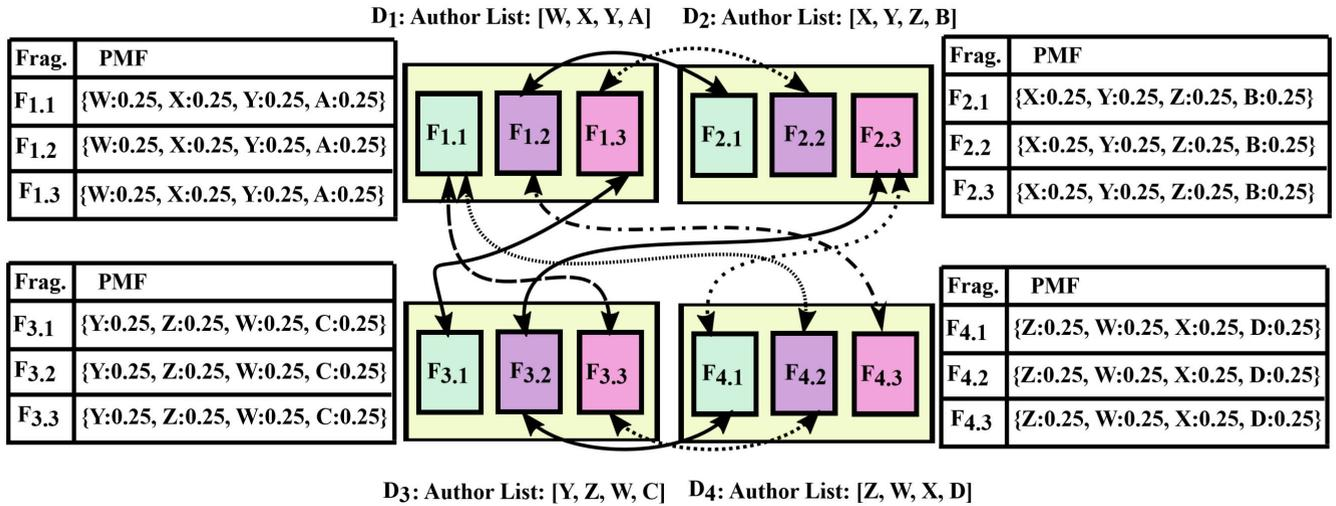 D1: Author List: [W, X, Y, A] D2: Author List: [X, Y, Z, B]
Frag. PMF
F1.1 {W:0.25, X:0.25, Y:0.25, A:0.25}
F1.2 {W:0.25, X:0.25, Y:0.25, A:0.25}
F1.3 {W:0.25, X:0.25, Y:0.25, A:0.25}
F1.1 F1.2 F1.3
F2.1 F2.2 F2.3
Frag. PMF
F2.1 {X:0.25, Y:0.25, Z:0.25, B:0.25}
F2.2 {X:0.25, Y:0.25, Z:0.25, B:0.25}
F2.3 {X:0.25, Y:0.25, Z:0.25, B:0.25}
Frag. PMF
F3.1 {Y:0.25, Z:0.25, W:0.25, C:0.25}
F3.2 {Y:0.25, Z:0.25, W:0.25, C:0.25}
F3.3 {Y:0.25, Z:0.25, W:0.25, C:0.25}
F3.1 F3.2 F3.3
F4.1 F4.2 F4.3
Frag. PMF
F4.1 {Z:0.25, W:0.25, X:0.25, D:0.25}
F4.2 {Z:0.25, W:0.25, X:0.25, D:0.25}
F4.3 {Z:0.25, W:0.25, X:0.25, D:0.25}
D3: Author List: [Y, Z, W, C] D4: Author List: [Z, W, X, D]